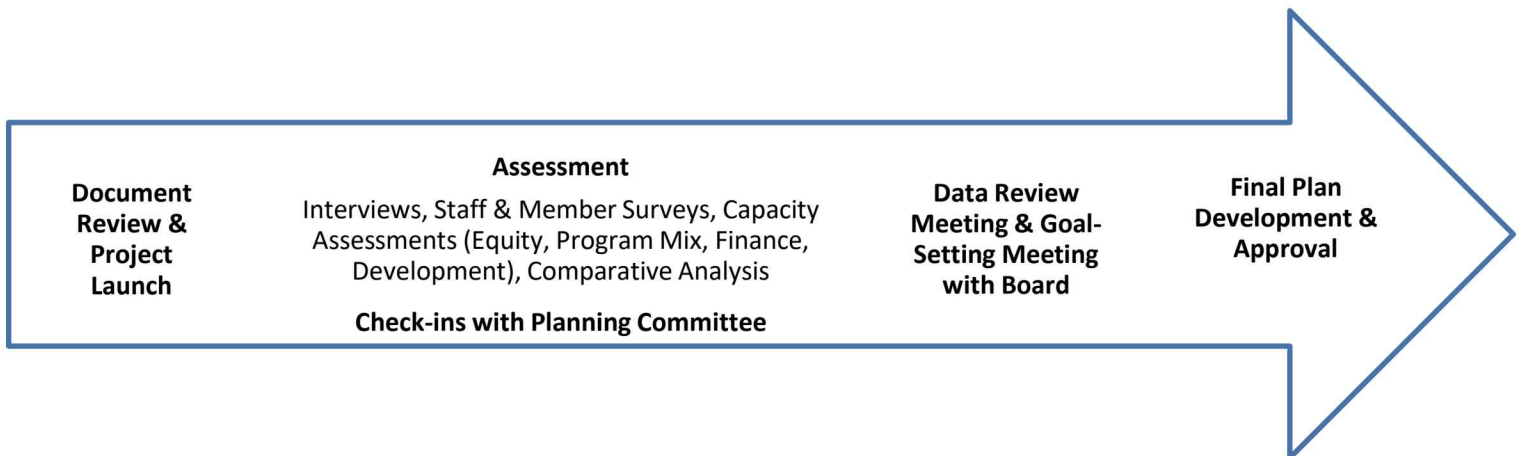 Document
Review &
Project
Launch
Assessment
Interviews, Staff & Member Surveys, Capacity
Assessments (Equity, Program Mix, Finance,
Development), Comparative Analysis
Check-ins with Planning Committee
Data Review
Meeting & Goal-
Setting Meeting
with Board
Final Plan
Development &
Approval